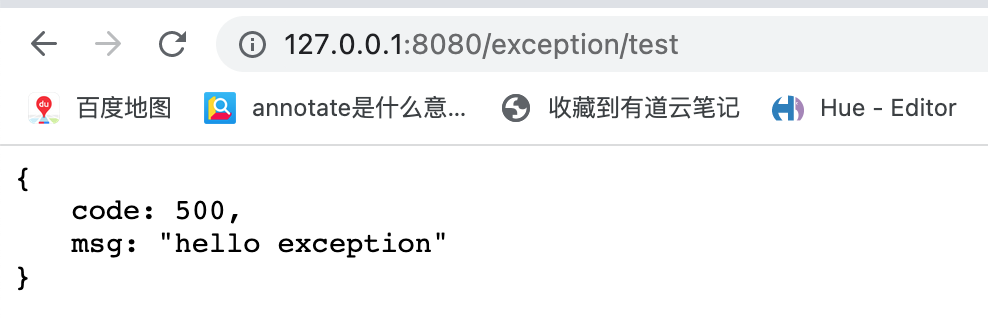 127.0.0.1:8080/exception/test
du
百度地图 annotate是什么意... 收藏到有道云笔记 Hue - Editor
{
code: 500,
msg: "hello exception"
}